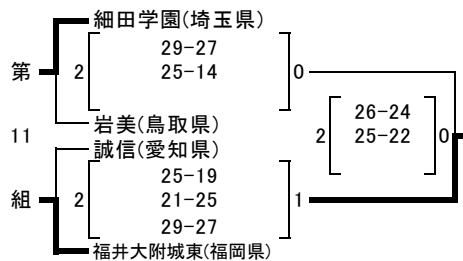 細田学園(埼玉県)
29-27
第 2 25-14 0
26-24
岩美(鳥取県)
11 2 25-22 0
誠信(愛知県)
25-19
組 2 21-25 1
29-27
福井大附城東(福岡県)